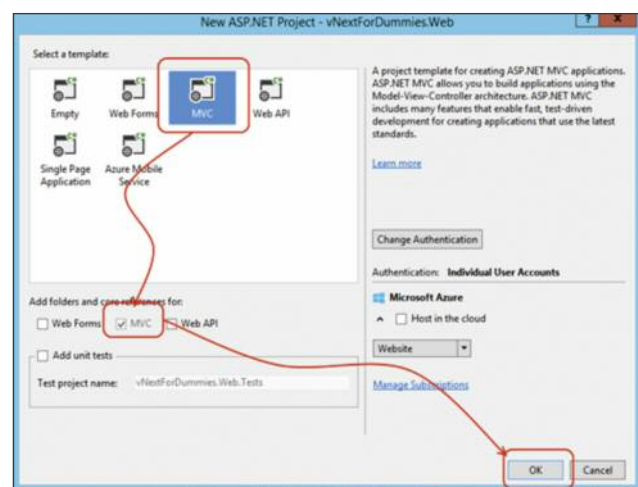 New ASP.NET Project - vNextForDummies.Web
? X
Select a template:
Empty
Web Forms
MVC
Web API
Single Page
Application
Azure Mobile
Service
A project template for creating ASP.NET MVC applications.
ASP.NET MVC allows you to build applications using the
Model-View-Controller architecture. ASP.NET MVC
includes many features that enable fast, test-driven
development for creating applications that use the latest
standards.
Learn more
Change Authentication
Authentication: Individual User Accounts
Microsoft Azure
Host in the cloud
Website
Manage Subscriptions
Add folders and core references for:
Web Forms
MVC
Web API
Add unit tests
Test project name: vNextForDummies.Web.Tests
OK
Cancel